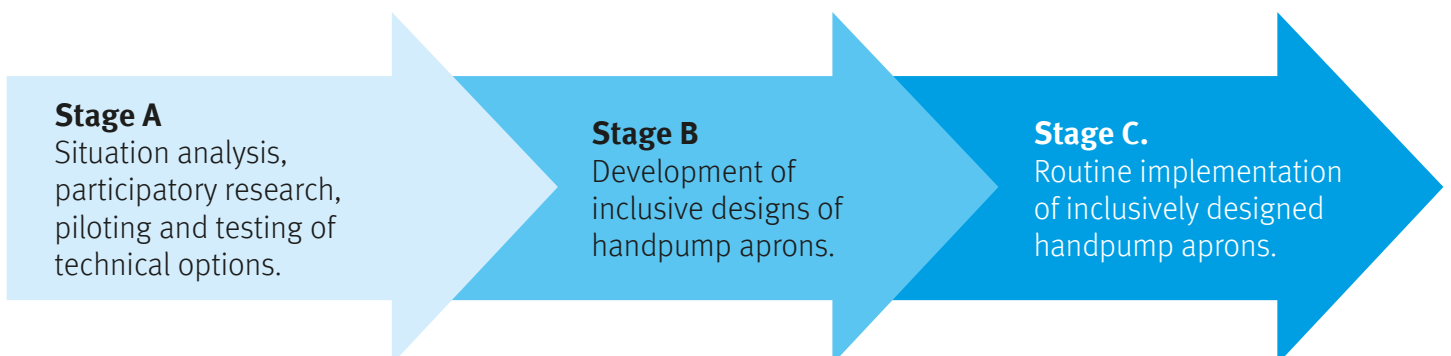 Stage A
Situation analysis,
participatory research,
piloting and testing of
technical options.
Stage B
Development of
inclusive designs of
handpump aprons.
Stage C.
Routine implementation
of inclusively designed
handpump aprons.